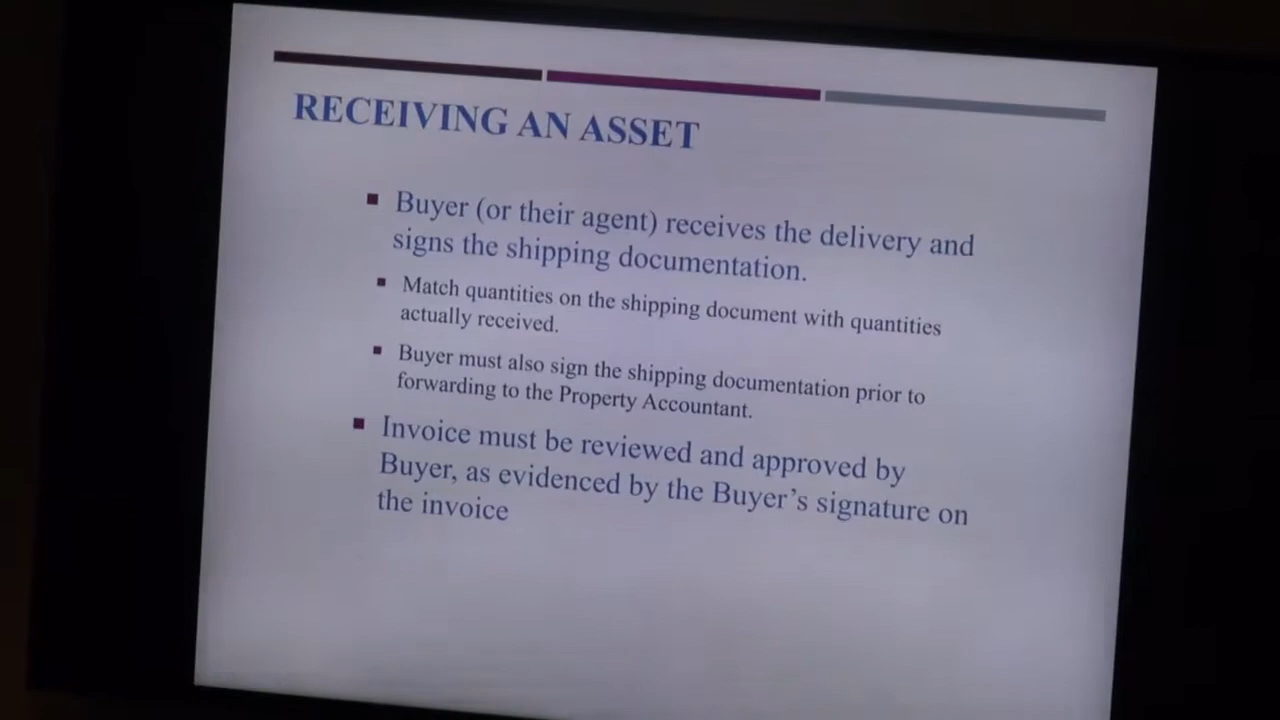 RECEIVING AN ASSET
Buyer (or their agent) receives the delivery and
signs the shipping documentation.
Match quantities on the shipping document with quantities
actually received.
Buyer must also sign the shipping documentation prior to
forwarding to the Property Accountant.
Invoice must be reviewed and approved by
Buyer, as evidenced by the Buyer's signature on
the invoice